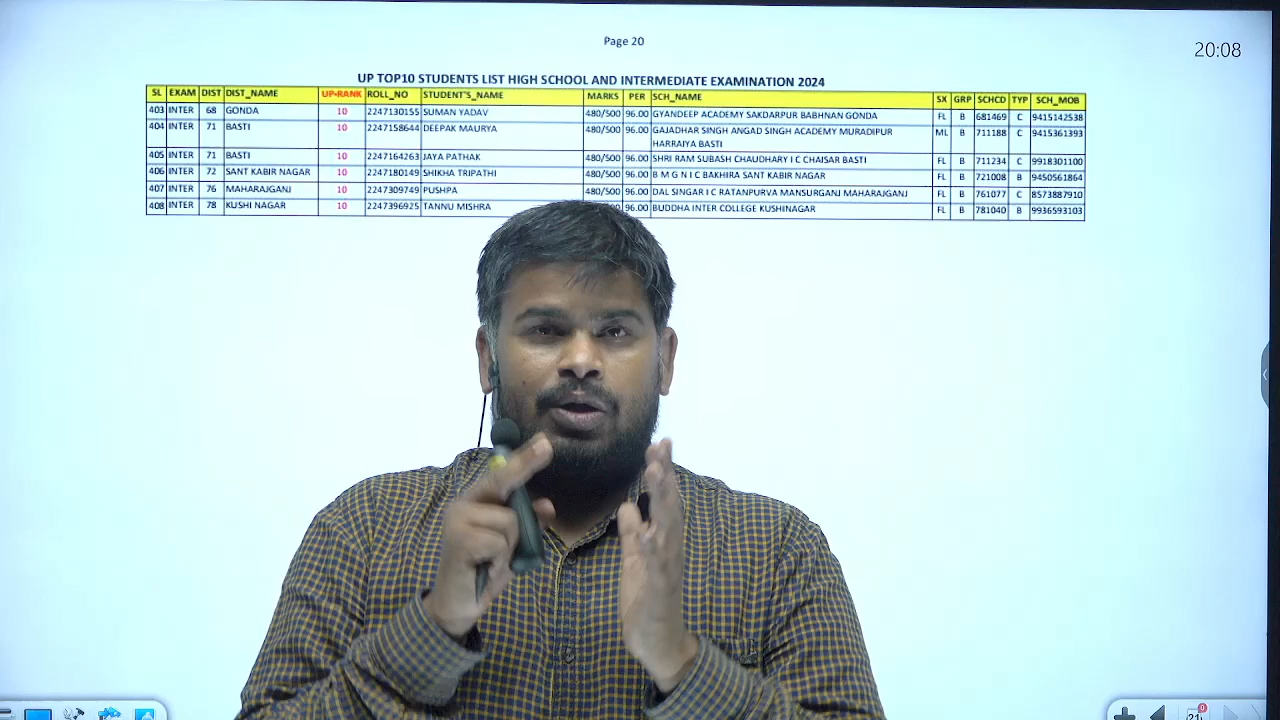 Page 20
20:08
UP TOP10 STUDENTS LIST HIGH SCHOOL AND INTERMEDIATE EXAMINATION 2024
SL EXAM DIST DIST_NAME UP-RANK ROLL_NO STUDENT'S_NAME MARKS PER SCH_NAME SX GRP SCHCD TYP SCH_MOB
403 INTER 68 GONDA 10 2247130155 SUMAN YADAV 480/500 96.00 GYANDEEP ACADEMY SAKDARPUR BABHNAN GONDA FL B 681469 C 9415142538
404 INTER 71 BASTI 10 2247158644 DEEPAK MAURYA 480/500 96.00 GAJADHAR SINGH ANGAD SINGH ACADEMY MURADIPUR ML B 711188 C 9415361393
HARRAIYA BASTI
405 INTER 71 BASTI 10 2247164263 JAYA PATHAK 480/500 96.00 SHRI RAM SUBASH CHAUDHARY I C CHAISAR BASTI FL B 711234 C 9918301100
406 INTER 72 SANT KABIR NAGAR 10 2247180149 SHIKHA TRIPATHI 480/500 96.00 B M G N I C BAKHIRA SANT KABIR NAGAR FL B 721008 B 9450561864
407 INTER 76 MAHARAJGANJ 10 2247309749 PUSHPA 480/500 96.00 DAL SINGAR I C RATANPURVA MANSURGANJ MAHARAJGANJ FL B 761077 C 8573887910
408 INTER 78 KUSHI NAGAR 10 2247396925 TANNU MISHRA 96.00 BUDDHA INTER COLLEGE KUSHINAGAR FL B 781040 B 9936593103